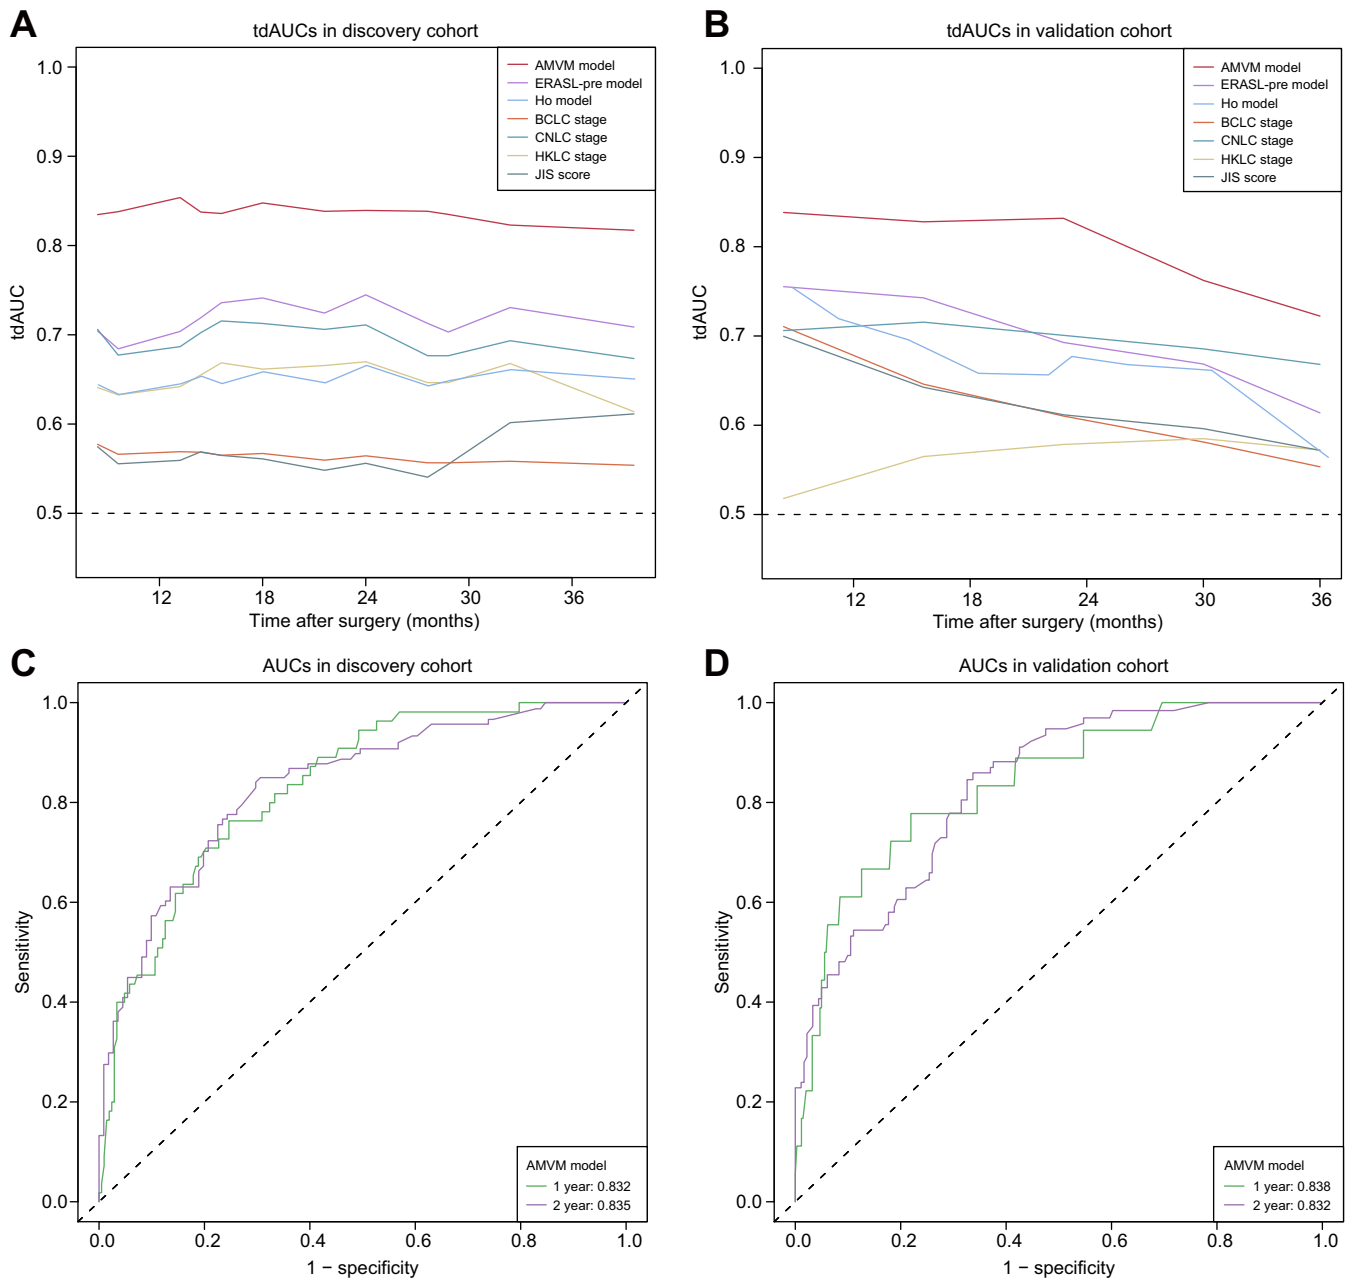 A
tdAUCs in discovery cohort
AMVM model
ERASL-pre model
Ho model
BCLC stage
CNLC stage
HKLC stage
JIS score
1.0
0.9
0.8
0.7
0.6
0.5
tdAUC
12 18 24 30 36
Time after surgery (months)
B
tdAUCs in validation cohort
AMVM model
ERASL-pre model
Ho model
BCLC stage
CNLC stage
HKLC stage
JIS score
1.0
0.9
0.8
0.7
0.6
0.5
tdAUC
12 18 24 30 36
Time after surgery (months)
C
AUCs in discovery cohort
1.0
0.8
0.6
0.4
0.2
0.0
Sensitivity
AMVM model
1 year: 0.832
2 year: 0.835
0.0 0.2 0.4 0.6 0.8 1.0
1 − specificity
D
AUCs in validation cohort
1.0
0.8
0.6
0.4
0.2
0.0
Sensitivity
AMVM model
1 year: 0.838
2 year: 0.832
0.0 0.2 0.4 0.6 0.8 1.0
1 − specificity